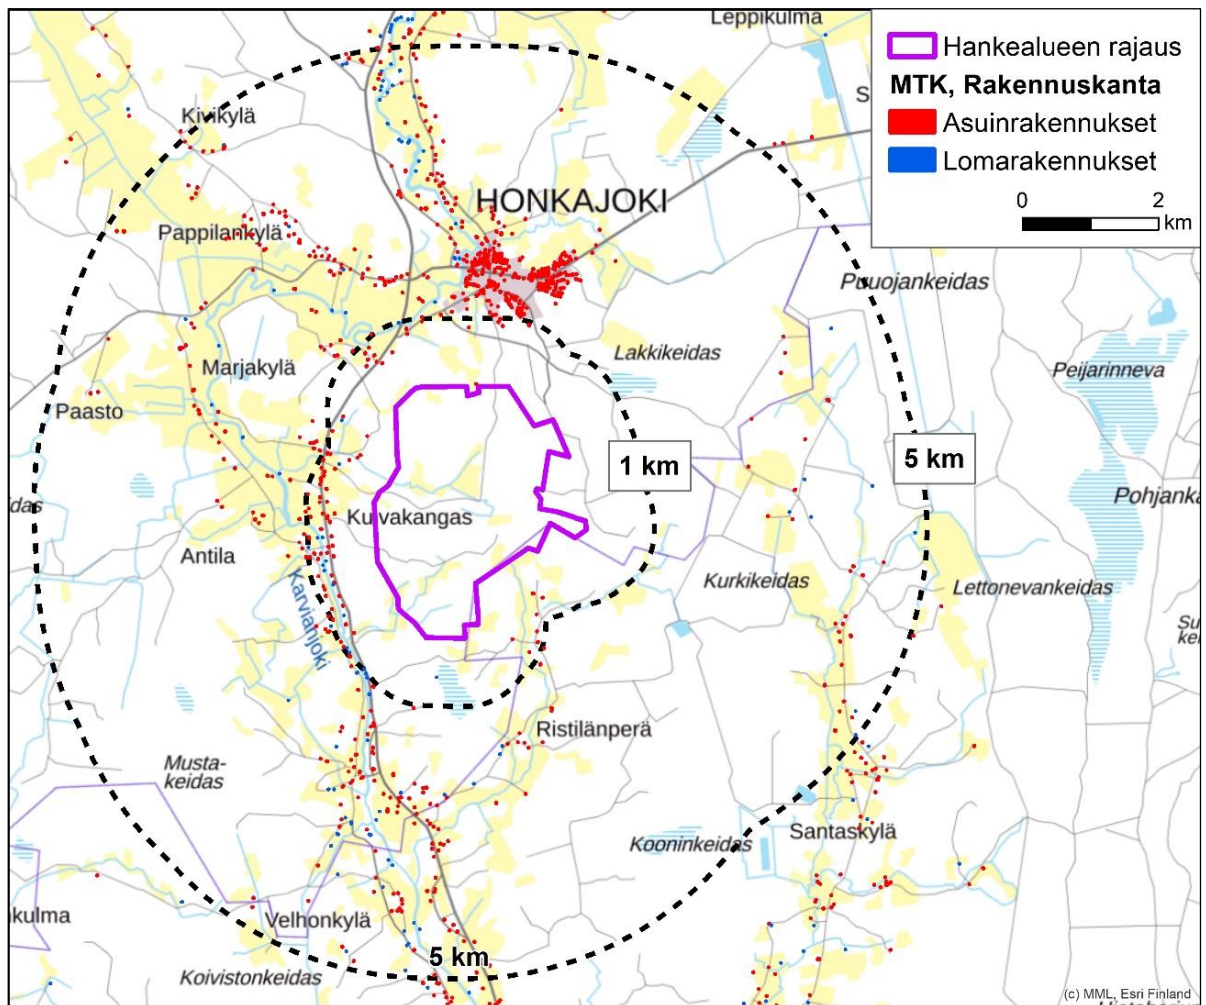 Leppikulma
Hankealueen rajaus
MTK, Rakennuskanta
Asuinrakennukset
Lomarakennukset
0 2
km
S
Kivikylä
HONKAJOKI
Pappilankylä
Puuojankeidas
Lakkikeidas
Marjakylä
Peijarinneva
Paasto
1 km
5 km
Pohjanka
das
Kuivakangas
Antila
Kurkikeidas
Lettonevankeidas
Karvianjoki
Su
kei
Ristilänperä
Musta-
keidas
Santaskylä
Kooninkeidas
kulma
Velhonkylä
5 km
Koivistonkeidas
(c) MML, Esri Finland